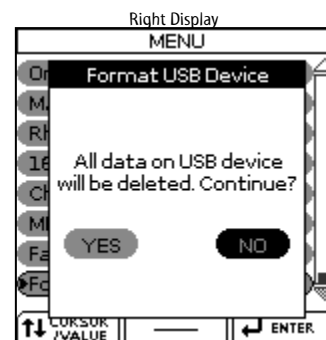 Right Display
MENU
Format USB Device
All data on USB device
will be deleted. Continue?
YES
NO
CURSOR
/VALUE
ENTER